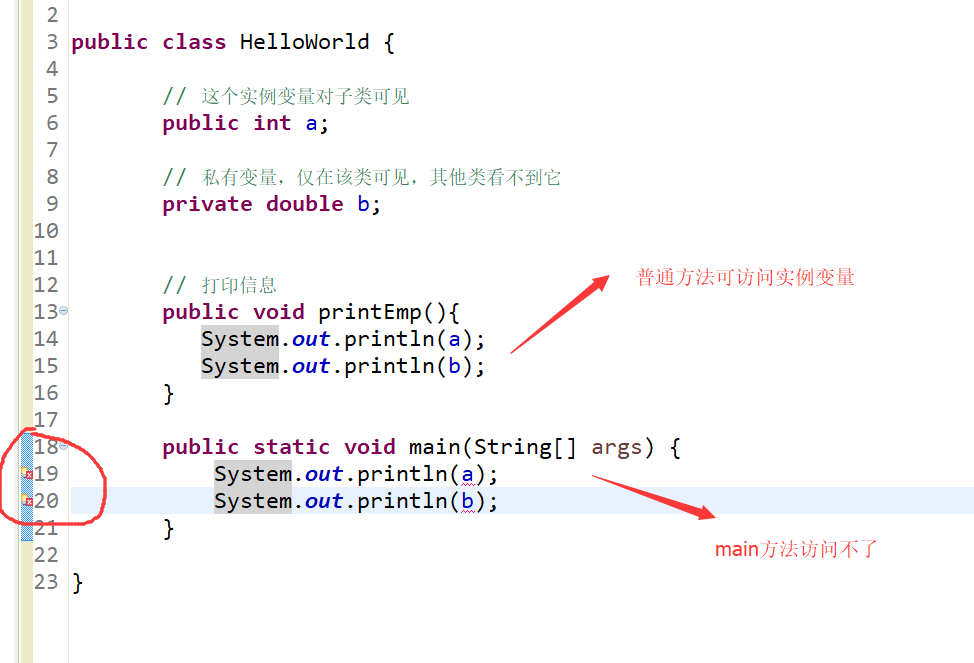 2
3 public class HelloWorld {
4
5 // 这个实例变量对子类可见
6 public int a;
7
8 // 私有变量，仅在该类可见，其他类看不到它
9 private double b;
10
11
12 // 打印信息
普通方法可访问实例变量
13 public void printEmp(){
14 System.out.println(a);
15 System.out.println(b);
16 }
17
18 public static void main(String[] args) {
19 System.out.println(a);
20 System.out.println(b);
21 }
main方法访问不了
22
23 }